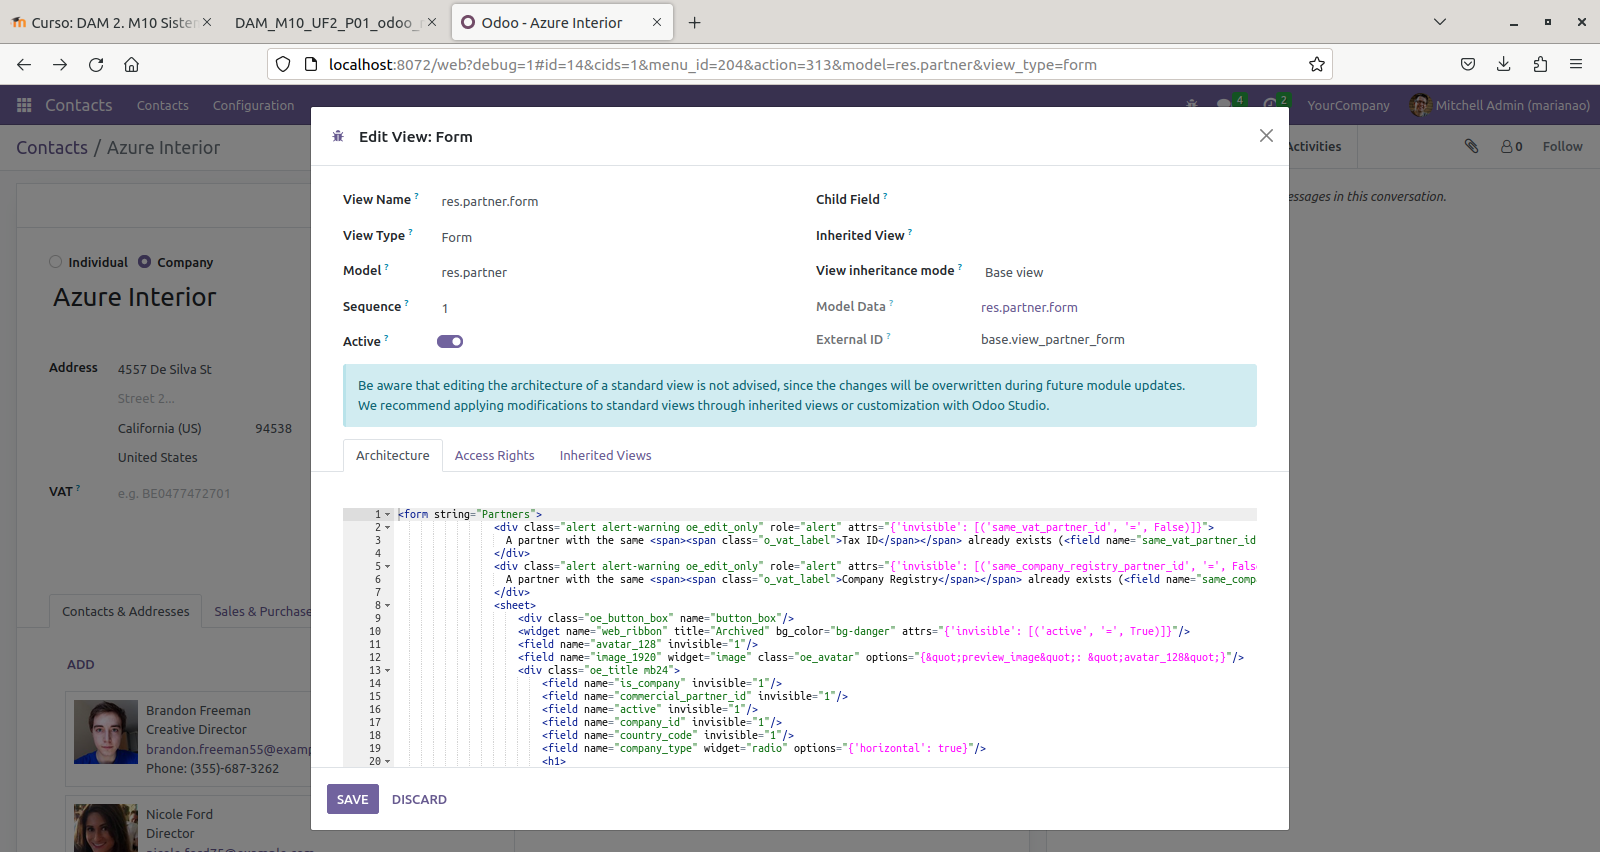 Curso: DAM 2. M10 Siste
DAM_M10_UF2_P01_odoo_
Odoo - Azure Interior
localhost:8072/web?debug=1#id=14&cids=1&menu_id=204&action=313&model=res.partner&view_type=form
Contacts Contacts Configuration 4 2 YourCompany Mitchell Admin (marianao)
Contacts / Azure Interior
Activities 0 Follow
essages in this conversation.
Individual Company
Azure Interior
Address 4557 De Silva St
Street 2...
California (US) 94538
United States
VAT ? e.g. BE0477472701
Contacts & Addresses Sales & Purchase
ADD
Brandon Freeman
Creative Director
brandon.freeman55@examp
Phone: (355)-687-3262
Nicole Ford
Director
nicole.ford75@example.com
Edit View: Form
View Name ? res.partner.form
View Type ? Form
Model ? res.partner
Sequence ? 1
Active ?
Child Field ?
Inherited View ?
View inheritance mode ? Base view
Model Data ? res.partner.form
External ID ? base.view_partner_form
Be aware that editing the architecture of a standard view is not advised, since the changes will be overwritten during future module updates.
We recommend applying modifications to standard views through inherited views or customization with Odoo Studio.
Architecture Access Rights Inherited Views
1 <form string="Partners">
2 <div class="alert alert-warning oe_edit_only" role="alert" attrs="{'invisible': [('same_vat_partner_id', '=', False)]}">
3 A partner with the same <span><span class="o_vat_label">Tax ID</span></span> already exists (<field name="same_vat_partner_id
4 </div>
5 <div class="alert alert-warning oe_edit_only" role="alert" attrs="{'invisible': [('same_company_registry_partner_id', '=', Fals
6 A partner with the same <span><span class="o_vat_label">Company Registry</span></span> already exists (<field name="same_comp
7 </div>
8 <sheet>
9 <div class="oe_button_box" name="button_box"/>
10 <widget name="web_ribbon" title="Archived" bg_color="bg-danger" attrs="{'invisible': [('active', '=', True)]}"/>
11 <field name="avatar_128" invisible="1"/>
12 <field name="image_1920" widget="image" class="oe_avatar" options="{&quot;preview_image&quot;: &quot;avatar_128&quot;}"/>
13 <div class="oe_title mb24">
14 <field name="is_company" invisible="1"/>
15 <field name="commercial_partner_id" invisible="1"/>
16 <field name="active" invisible="1"/>
17 <field name="company_id" invisible="1"/>
18 <field name="country_code" invisible="1"/>
19 <field name="company_type" widget="radio" options="{'horizontal': true}"/>
20 <h1>
SAVE DISCARD